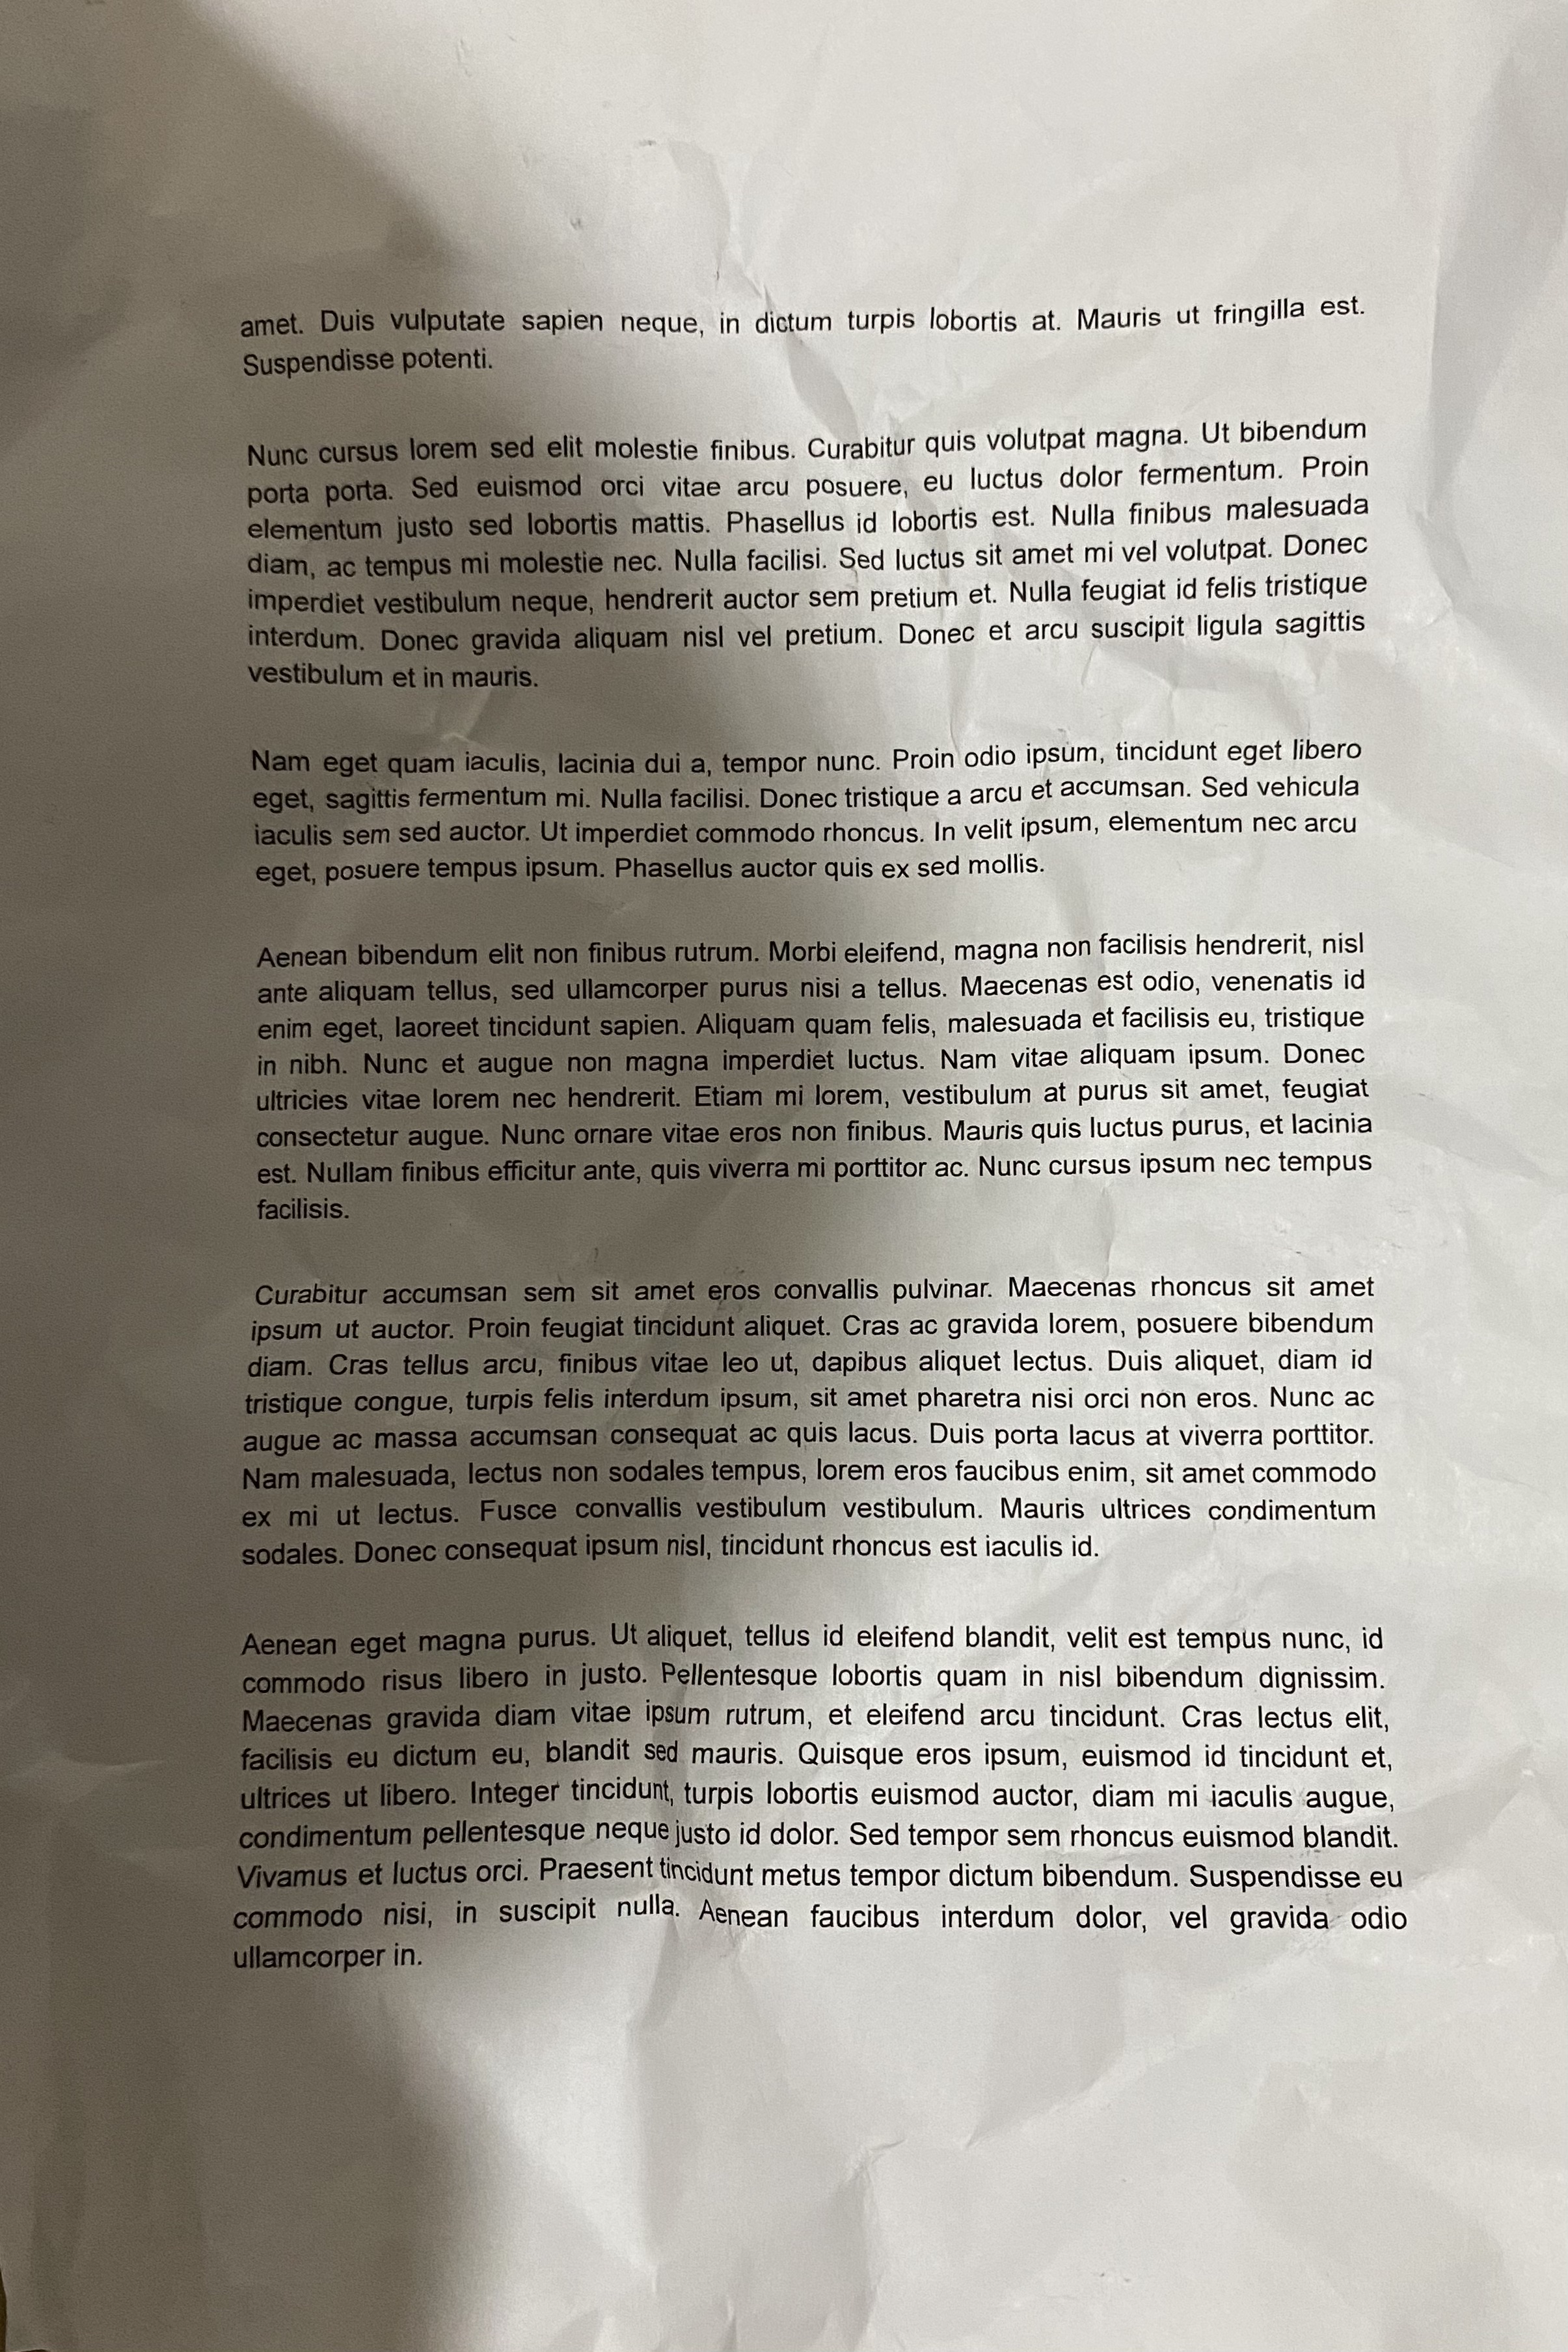 amet. Duis vulputate sapien neque, in dictum turpis lobortis at. Mauris ut fringilla est.
Suspendisse potenti.
Nunc cursus lorem sed elit molestie finibus. Curabitur quis volutpat magna. Ut bibendum
porta porta. Sed euismod orci vitae arcu posuere, eu luctus dolor fermentum. Proin
elementum justo sed lobortis mattis. Phasellus id lobortis est. Nulla finibus malesuada
diam, ac tempus mi molestie nec. Nulla facilisi. Sed luctus sit amet mi vel volutpat. Donec
imperdiet vestibulum neque, hendrerit auctor sem pretium et. Nulla feugiat id felis tristique
interdum. Donec gravida aliquam nisl vel pretium. Donec et arcu suscipit ligula sagittis
vestibulum et in mauris.
Nam eget quam iaculis, lacinia dui a, tempor nunc. Proin odio ipsum, tincidunt eget libero
eget, sagittis fermentum mi. Nulla facilisi. Donec tristique a arcu et accumsan. Sed vehicula
iaculis sem sed auctor. Ut imperdiet commodo rhoncus. In velit ipsum, elementum nec arcu
eget, posuere tempus ipsum. Phasellus auctor quis ex sed mollis.
Aenean bibendum elit non finibus rutrum. Morbi eleifend, magna non facilisis hendrerit, nisl
ante aliquam tellus, sed ullamcorper purus nisi a tellus. Maecenas est odio, venenatis id
enim eget, laoreet tincidunt sapien. Aliquam quam felis, malesuada et facilisis eu, tristique
in nibh. Nunc et augue non magna imperdiet luctus. Nam vitae aliquam ipsum. Donec
ultricies vitae lorem nec hendrerit. Etiam mi lorem, vestibulum at purus sit amet, feugiat
consectetur augue. Nunc ornare vitae eros non finibus. Mauris quis luctus purus, et lacinia
est. Nullam finibus efficitur ante, quis viverra mi porttitor ac. Nunc cursus ipsum nec tempus
facilisis.
Curabitur accumsan sem sit amet eros convallis pulvinar. Maecenas rhoncus sit amet
ipsum ut auctor. Proin feugiat tincidunt aliquet. Cras ac gravida lorem, posuere bibendum
diam. Cras tellus arcu, finibus vitae leo ut, dapibus aliquet lectus. Duis aliquet, diam id
tristique congue, turpis felis interdum ipsum, sit amet pharetra nisi orci non eros. Nunc ac
augue ac massa accumsan consequat ac quis lacus. Duis porta lacus at viverra porttitor.
Nam malesuada, lectus non sodales tempus, lorem eros faucibus enim, sit amet commodo
ex mi ut lectus. Fusce convallis vestibulum vestibulum. Mauris ultrices condimentum
sodales. Donec consequat ipsum nisl, tincidunt rhoncus est iaculis id.
Aenean eget magna purus. Ut aliquet, tellus id eleifend blandit, velit est tempus nunc, id
commodo risus libero in justo. Pellentesque lobortis quam in nisl bibendum dignissim.
Maecenas gravida diam vitae ipsum rutrum, et eleifend arcu tincidunt. Cras lectus elit,
facilisis eu dictum eu, blandit sed mauris. Quisque eros ipsum, euismod id tincidunt et,
ultrices ut libero. Integer tincidunt, turpis lobortis euismod auctor, diam mi iaculis augue,
condimentum pellentesque neque justo id dolor. Sed tempor sem rhoncus euismod blandit.
Vivamus et luctus orci. Praesent tincidunt metus tempor dictum bibendum. Suspendisse eu
commodo nisi, in suscipit nulla. Aenean faucibus interdum dolor, vel gravida odio
ullamcorper in.